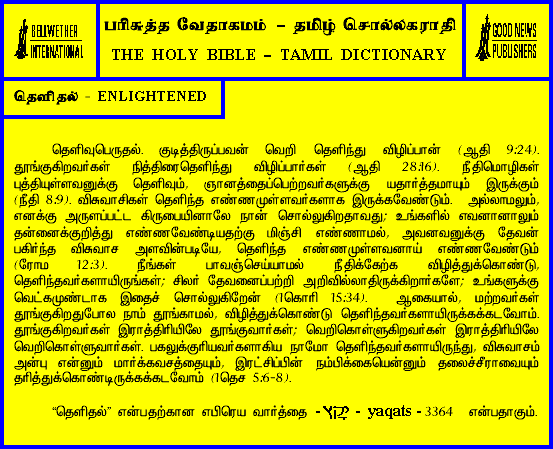 BELLWETHER
INTERNATIONAL
பரிசுத்த வேதாகமம் – தமிழ் சொல்லகராதி
THE HOLY BIBLE – TAMIL DICTIONARY
GOOD NEWS
PUBLISHERS
தெளிதல் - ENLIGHTENED
தெளிவுபெருதல். குடித்திருப்பவன் வெறி தெளிந்து விழிப்பான் (ஆதி 9:24).
தூங்குகிறவர்கள் நித்திரைதெளிந்து விழிப்பார்கள் (ஆதி 28:16). நீதிமொழிகள்
புத்தியுள்ளவனுக்கு தெளிவும், ஞானத்தைப்பெற்றவர்களுக்கு யதார்த்தமாயும் இருக்கும்
(நீதி 8:9). விசுவாசிகள் தெளிந்த எண்ணமுள்ளவர்களாக இருக்கவேண்டும். அல்லாமலும்,
எனக்கு அருளப்பட்ட கிருபையினாலே நான் சொல்லுகிறதாவது; உங்களில் எவனானாலும்
தன்னைக்குறித்து எண்ணவேண்டியதற்கு மிஞ்சி எண்ணாமல், அவனவனுக்கு தேவன்
பகிர்ந்த விசுவாச அளவின்படியே, தெளிந்த எண்ணமுள்ளவனாய் எண்ணவேண்டும்
(ரோம 12:3). நீங்கள் பாவஞ்செய்யாமல் நீதிக்கேற்க விழித்துக்கொண்டு,
தெளிந்தவர்களாயிருங்கள்; சிலர் தேவனைப்பற்றி அறிவில்லாதிருக்கிறார்களே; உங்களுக்கு
வெட்கமுண்டாக இதைச் சொல்லுகிறேன் (1கொரி 15:34). ஆகையால், மற்றவர்கள்
தூங்குகிறதுபோல நாம் தூங்காமல், விழித்துக்கொண்டு தெளிந்தவர்களாயிருக்கக்கடவோம்.
தூங்குகிறவர்கள் இராத்திரியிலே தூங்குவார்கள்; வெறிகொள்ளுகிறவர்கள் இராத்திரியிலே
வெறிகொள்ளுவார்கள். பகலுக்குரியவர்களாகிய நாமோ தெளிந்தவர்களாயிருந்து, விசுவாசம்
அன்பு என்னும் மார்க்கவசத்தையும், இரட்சிப்பின் நம்பிக்கையென்னும் தலைச்சீராவையும்
தரித்துக்கொண்டிருக்கக்கடவோம் (1தெச 5:6-8).
“தெளிதல்” என்பதற்கான எபிரெய வார்த்தை - יָקַץ - yaqats - 3364 என்பதாகும்.